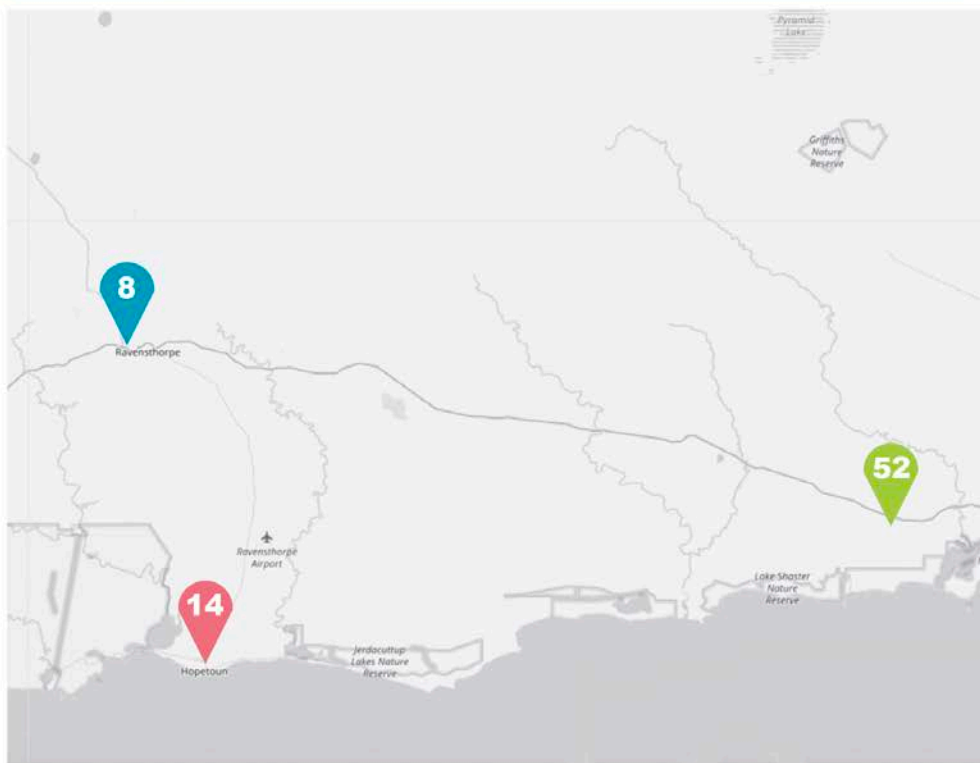 Pyramid
Lake
Griffiths
Nature
Reserve
8
Ravensthorpe
52
Ravensthorpe
Airport
Lake Shaster
Nature
Reserve
14
Jerdacuttup
Lakes Nature
Reserve
Hopetoun